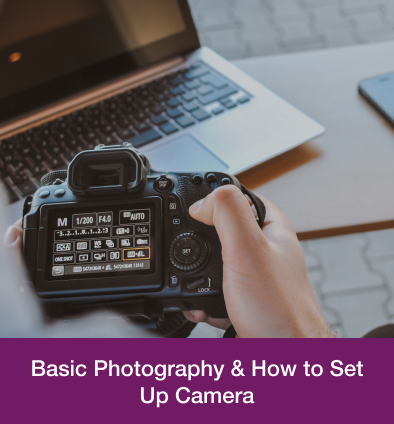 M 1/200 F4.0 AUTO
ONE SHOT
SET
LOCK
Basic Photography & How to Set
Up Camera